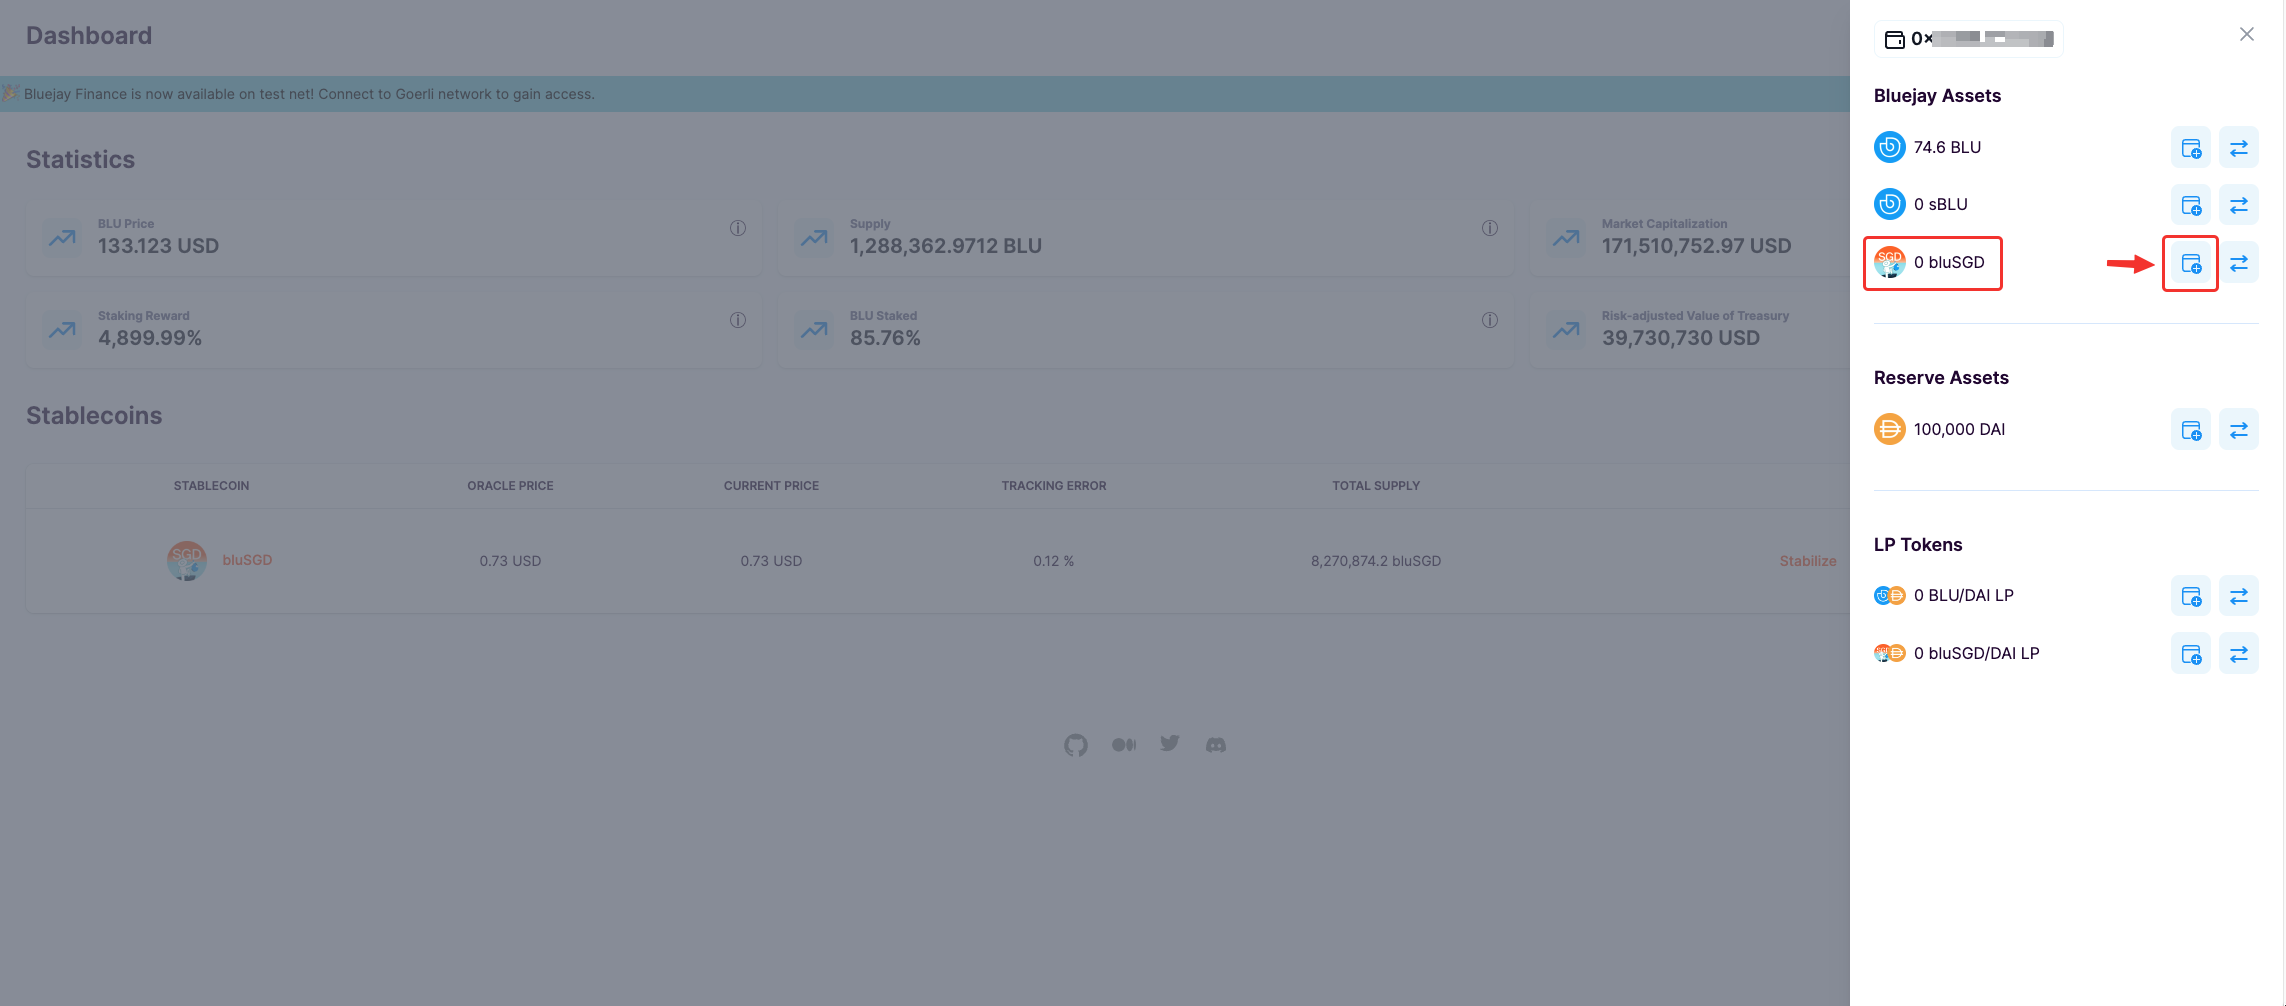 Dashboard
Bluejay Finance is now available on test net! Connect to Goerli network to gain access.
Statistics
BLU Price
133.123 USD
Supply
1,288,362.9712 BLU
Market Capitalization
171,510,752.97 USD
Staking Reward
4,899.99%
BLU Staked
85.76%
Risk-adjusted Value of Treasury
39,730,730 USD
Stablecoins
STABLECOIN ORACLE PRICE CURRENT PRICE TRACKING ERROR TOTAL SUPPLY
SGD bluSGD 0.73 USD 0.73 USD 0.12 % 8,270,874.2 bluSGD Stabilize
0x
Bluejay Assets
74.6 BLU
0 sBLU
SGD 0 bluSGD
Reserve Assets
100,000 DAI
LP Tokens
0 BLU/DAI LP
0 bluSGD/DAI LP